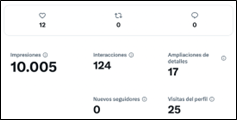 12 0 0
Impresiones Interacciones Ampliaciones de detalles
10.005 124 17
Nuevos seguidores Visitas del perfil
0 25